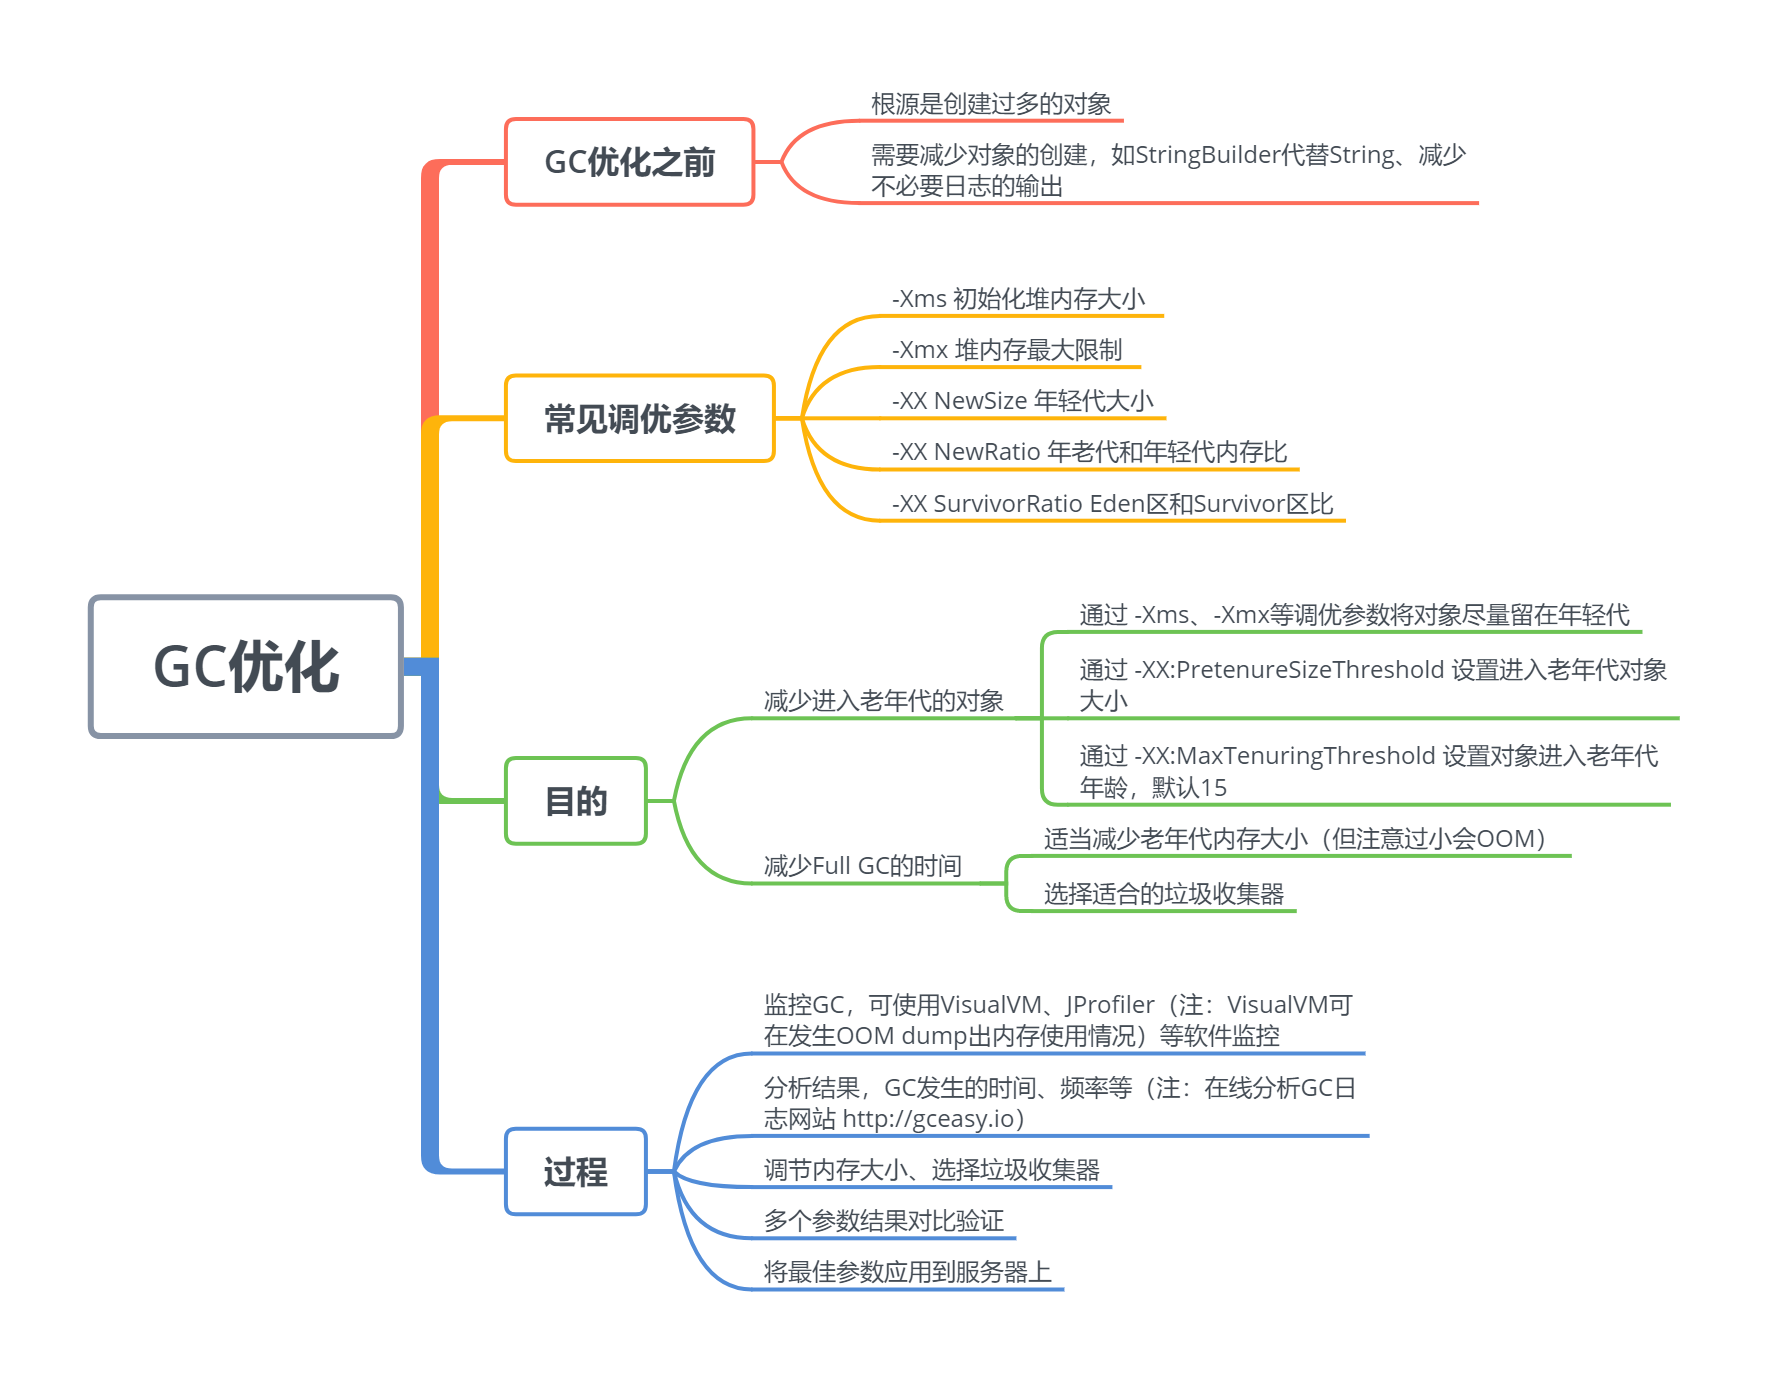 GC优化
GC优化之前
根源是创建过多的对象
需要减少对象的创建，如StringBuilder代替String、减少
不必要日志的输出
常见调优参数
-Xms 初始化堆内存大小
-Xmx 堆内存最大限制
-XX NewSize 年轻代大小
-XX NewRatio 年老代和年轻代内存比
-XX SurvivorRatio Eden区和Survivor区比
目的
减少进入老年代的对象
通过 -Xms、-Xmx等调优参数将对象尽量留在年轻代
通过 -XX:PretenureSizeThreshold 设置进入老年代对象
大小
通过 -XX:MaxTenuringThreshold 设置对象进入老年代
年龄，默认15
减少Full GC的时间
适当减少老年代内存大小（但注意过小会OOM）
选择适合的垃圾收集器
过程
监控GC，可使用VisualVM、JProfiler（注：VisualVM可
在发生OOM dump出内存使用情况）等软件监控
分析结果，GC发生的时间、频率等（注：在线分析GC日
志网站 http://gceasy.io）
调节内存大小、选择垃圾收集器
多个参数结果对比验证
将最佳参数应用到服务器上